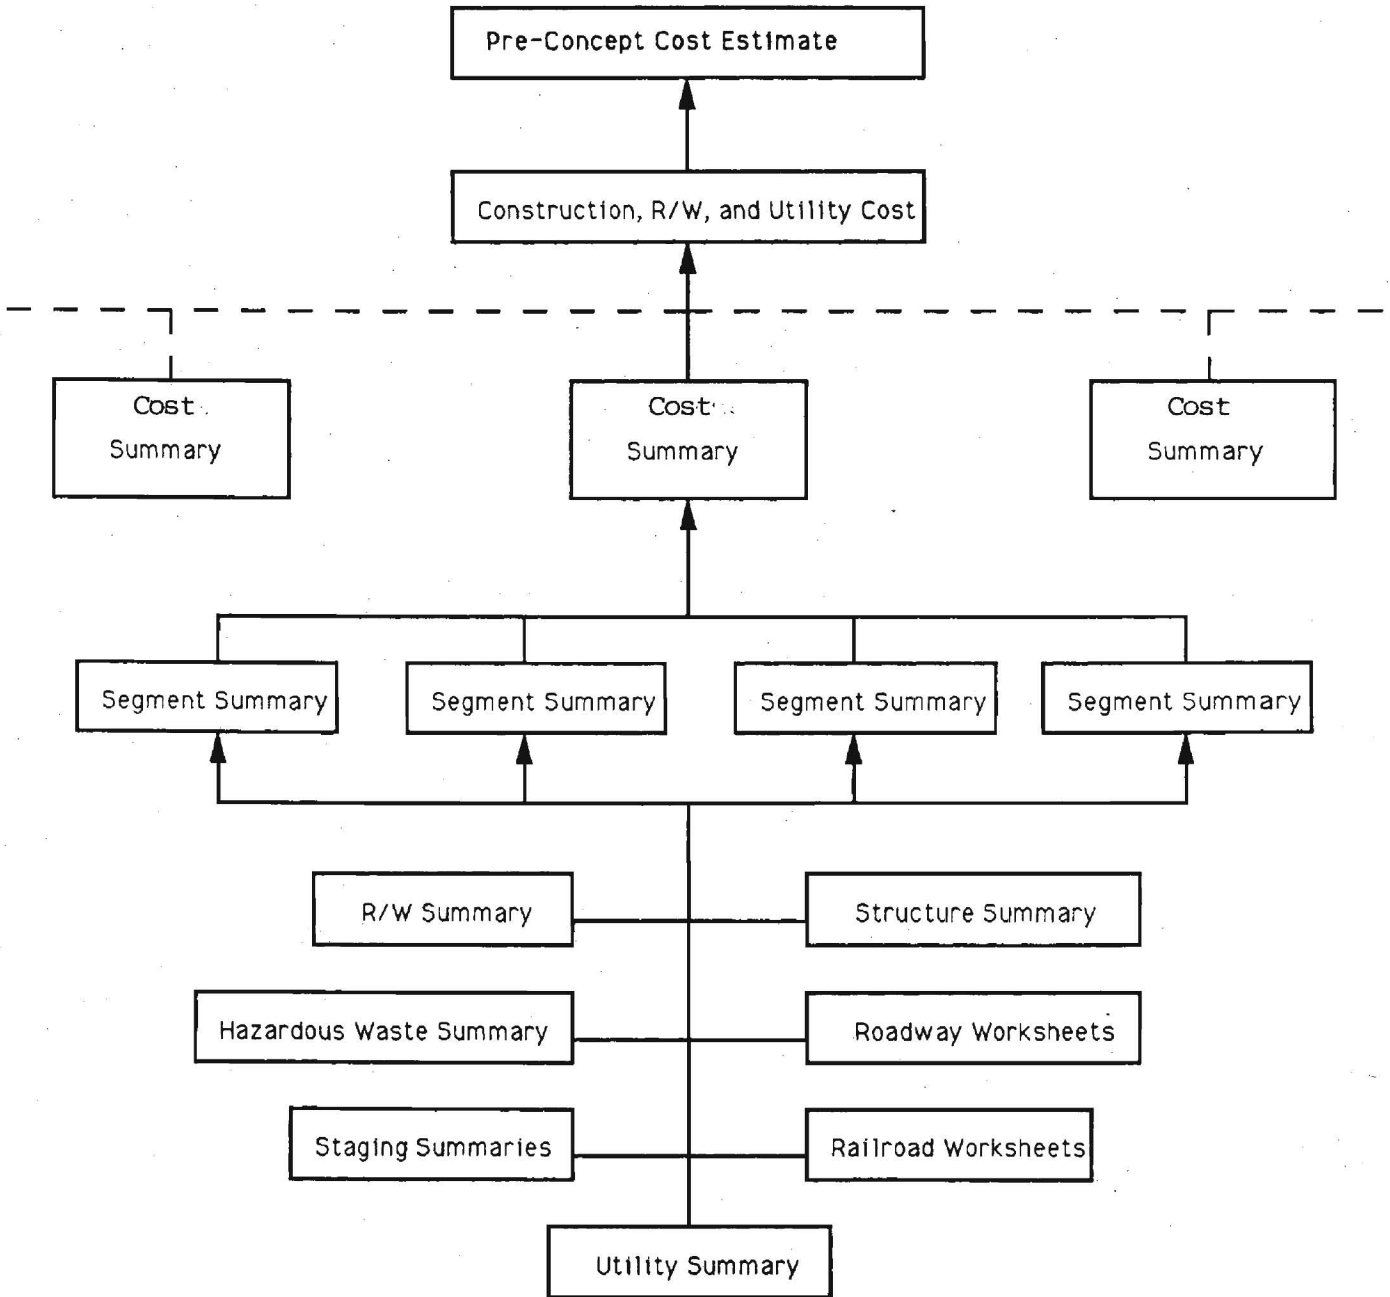 Pre-Concept Cost Estimate
Construction, R/W, and Utility Cost
Cost
Summary
Cost
Summary
Cost
Summary
Segment Summary
Segment Summary
Segment Summary
Segment Summary
R/W Summary
Structure Summary
Hazardous Waste Summary
Roadway Worksheets
Staging Summaries
Railroad Worksheets
Utility Summary